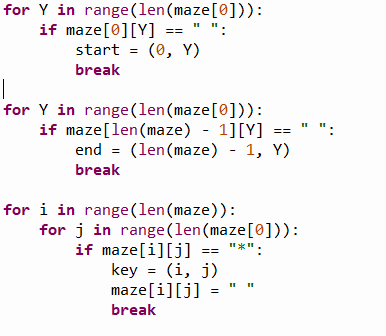 for Y in range(len(maze[0])):
    if maze[0][Y] == " ":
        start = (0, Y)
        break

for Y in range(len(maze[0])):
    if maze[len(maze) - 1][Y] == " ":
        end = (len(maze) - 1, Y)
        break

for i in range(len(maze)):
    for j in range(len(maze[0])):
        if maze[i][j] == "*":
            key = (i, j)
            maze[i][j] = " "
            break